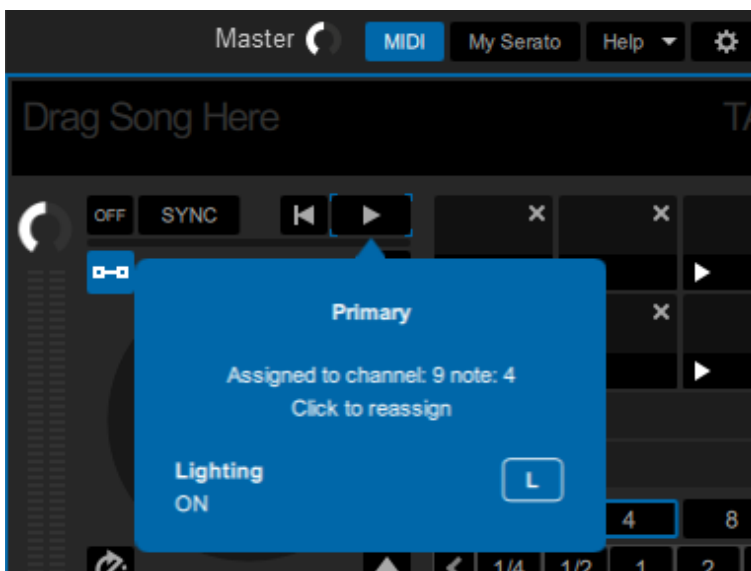 Master MIDI My Serato Help
Drag Song Here
OFF SYNC
Primary
Assigned to channel: 9 note: 4
Click to reassign
Lighting L
ON
4 8
1/4 1/2 1 2